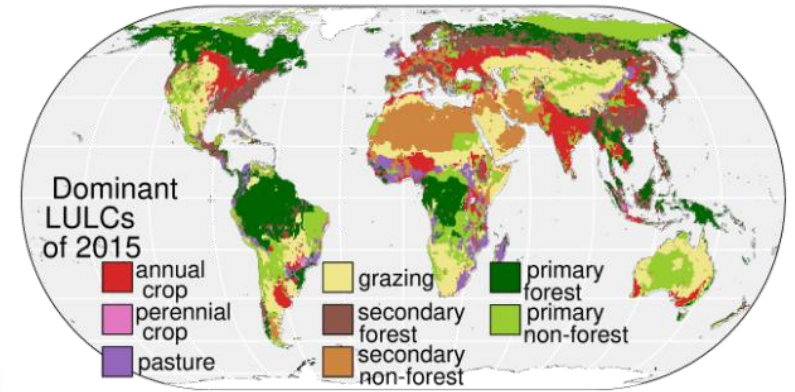 Dominant
LULCs
of 2015
annual
crop
perennial
crop
pasture
grazing
secondary
forest
secondary
non-forest
primary
forest
primary
non-forest